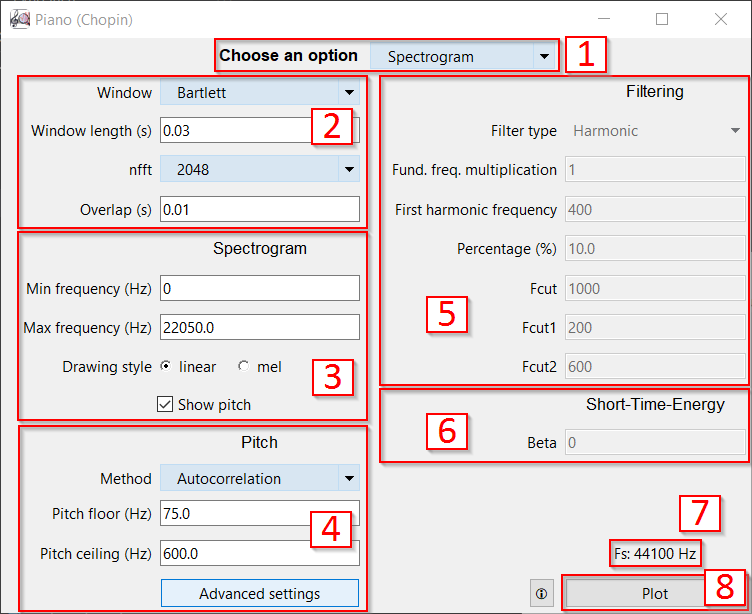 Piano (Chopin)
Choose an option Spectrogram 1
Window Bartlett
Window length (s) 0.03 2
nfft 2048
Overlap (s) 0.01
Spectrogram
Min frequency (Hz) 0
Max frequency (Hz) 22050.0
Drawing style linear mel
3
Show pitch
Pitch
Method Autocorrelation
Pitch floor (Hz) 75.0
4
Pitch ceiling (Hz) 600.0
Advanced settings
Filtering
Filter type Harmonic
Fund. freq. multiplication 1
First harmonic frequency 400
Percentage (%) 10.0
Fcut 1000
5
Fcut1 200
Fcut2 600
Short-Time-Energy
6
Beta 0
7
Fs: 44100 Hz
Plot 8